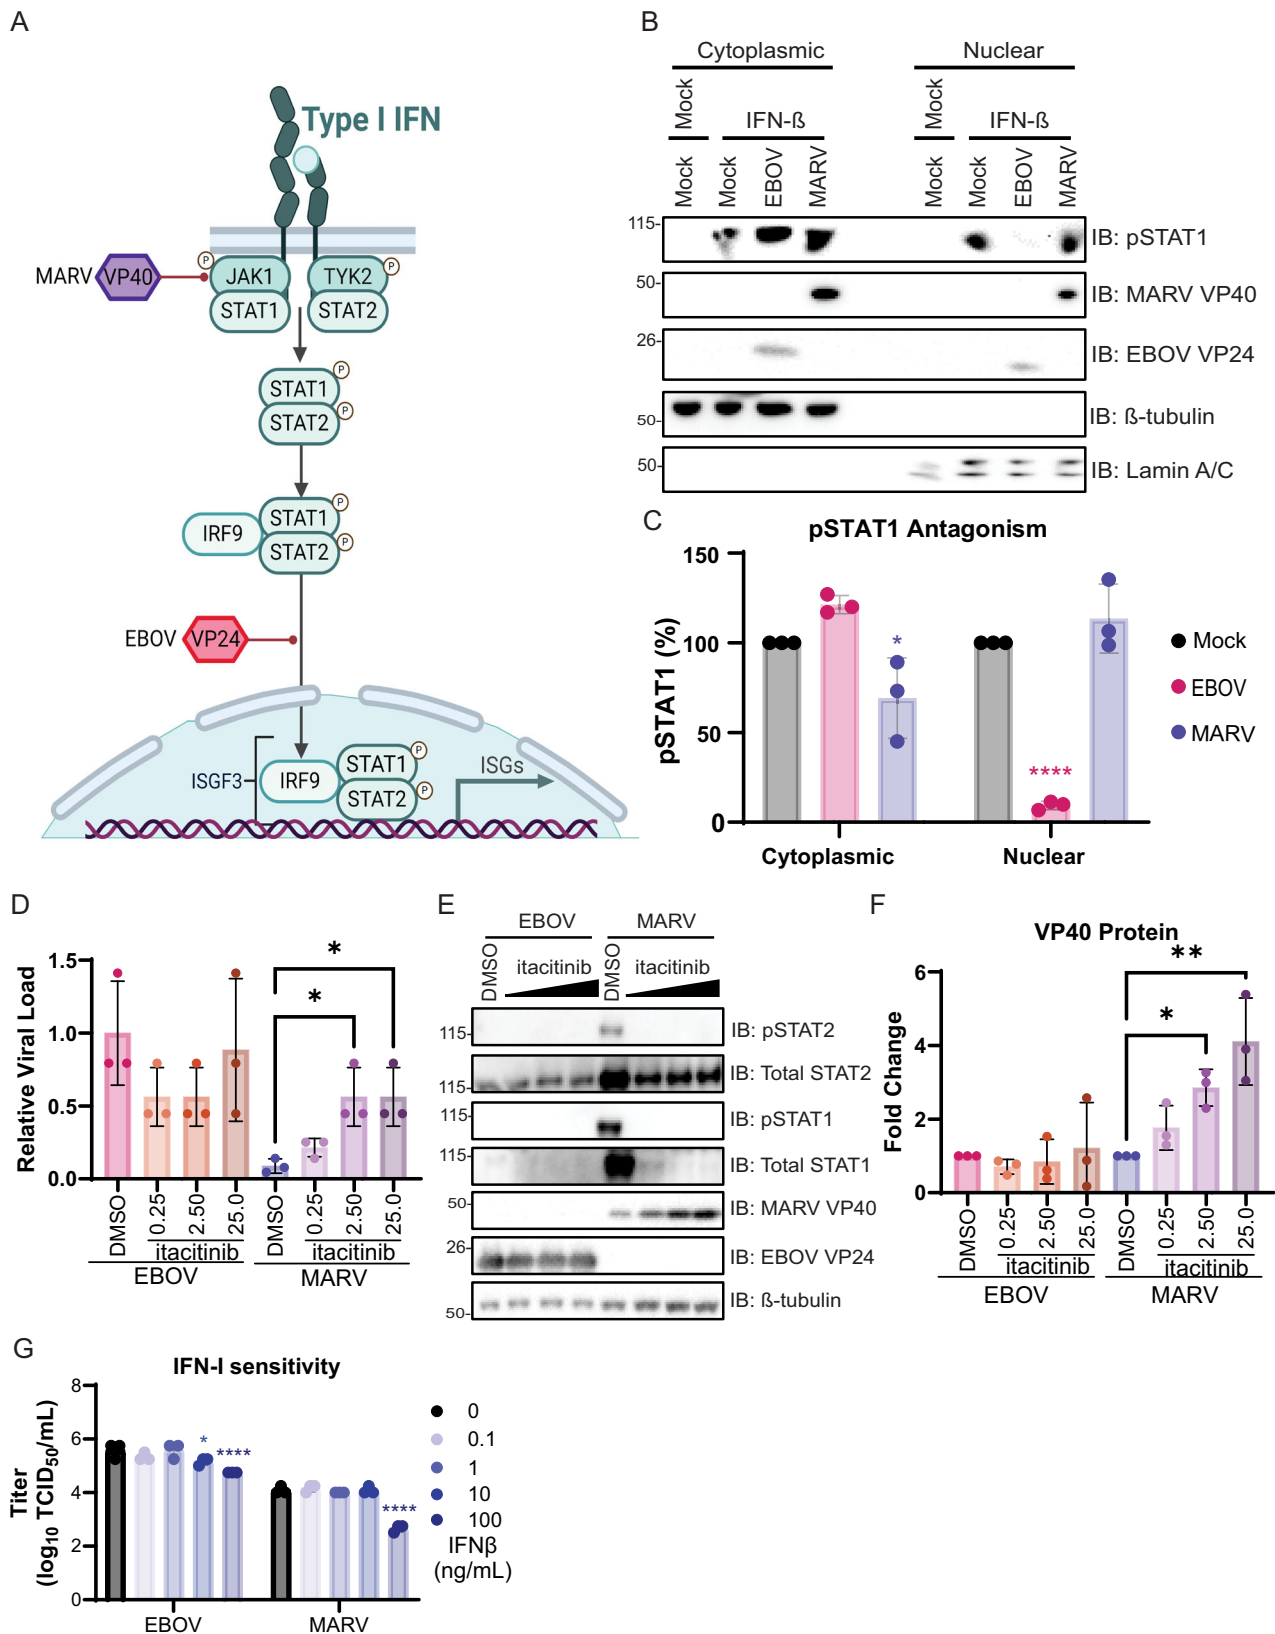 A
Type I IFN
P
MARV VP40
JAK1
TYK2
P
STAT1
STAT2
STAT1
P
STAT2
P
IRF9
STAT1
P
STAT2
P
EBOV VP24
ISGF3
IRF9
STAT1
P
STAT2
P
ISGs
B
Cytoplasmic
Nuclear
Mock
IFN-ß
Mock
IFN-ß
Mock
Mock
EBOV
MARV
Mock
Mock
EBOV
MARV
115-
IB: pSTAT1
50-
IB: MARV VP40
26-
IB: EBOV VP24
50-
IB: ß-tubulin
50-
IB: Lamin A/C
C
pSTAT1 Antagonism
pSTAT1 (%)
150
100
50
0
*
****
Cytoplasmic
Nuclear
Mock
EBOV
MARV
D
Relative Viral Load
1.5
1.0
0.5
0.0
*
*
DMSO
0.25
2.50
25.0
DMSO
0.25
2.50
25.0
itacitinib
itacitinib
EBOV
MARV
E
EBOV
MARV
DMSO
itacitinib
DMSO
itacitinib
115-
IB: pSTAT2
115-
IB: Total STAT2
115-
IB: pSTAT1
115-
IB: Total STAT1
50-
IB: MARV VP40
26-
IB: EBOV VP24
50-
IB: ß-tubulin
F
VP40 Protein
Fold Change
6
4
2
0
**
*
DMSO
0.25
2.50
25.0
DMSO
0.25
2.50
25.0
itacitinib
itacitinib
EBOV
MARV
G
IFN-I sensitivity
Titer
(log10 TCID50/mL)
8
6
4
2
0
*
****
****
EBOV
MARV
0
0.1
1
10
100
IFNβ
(ng/mL)